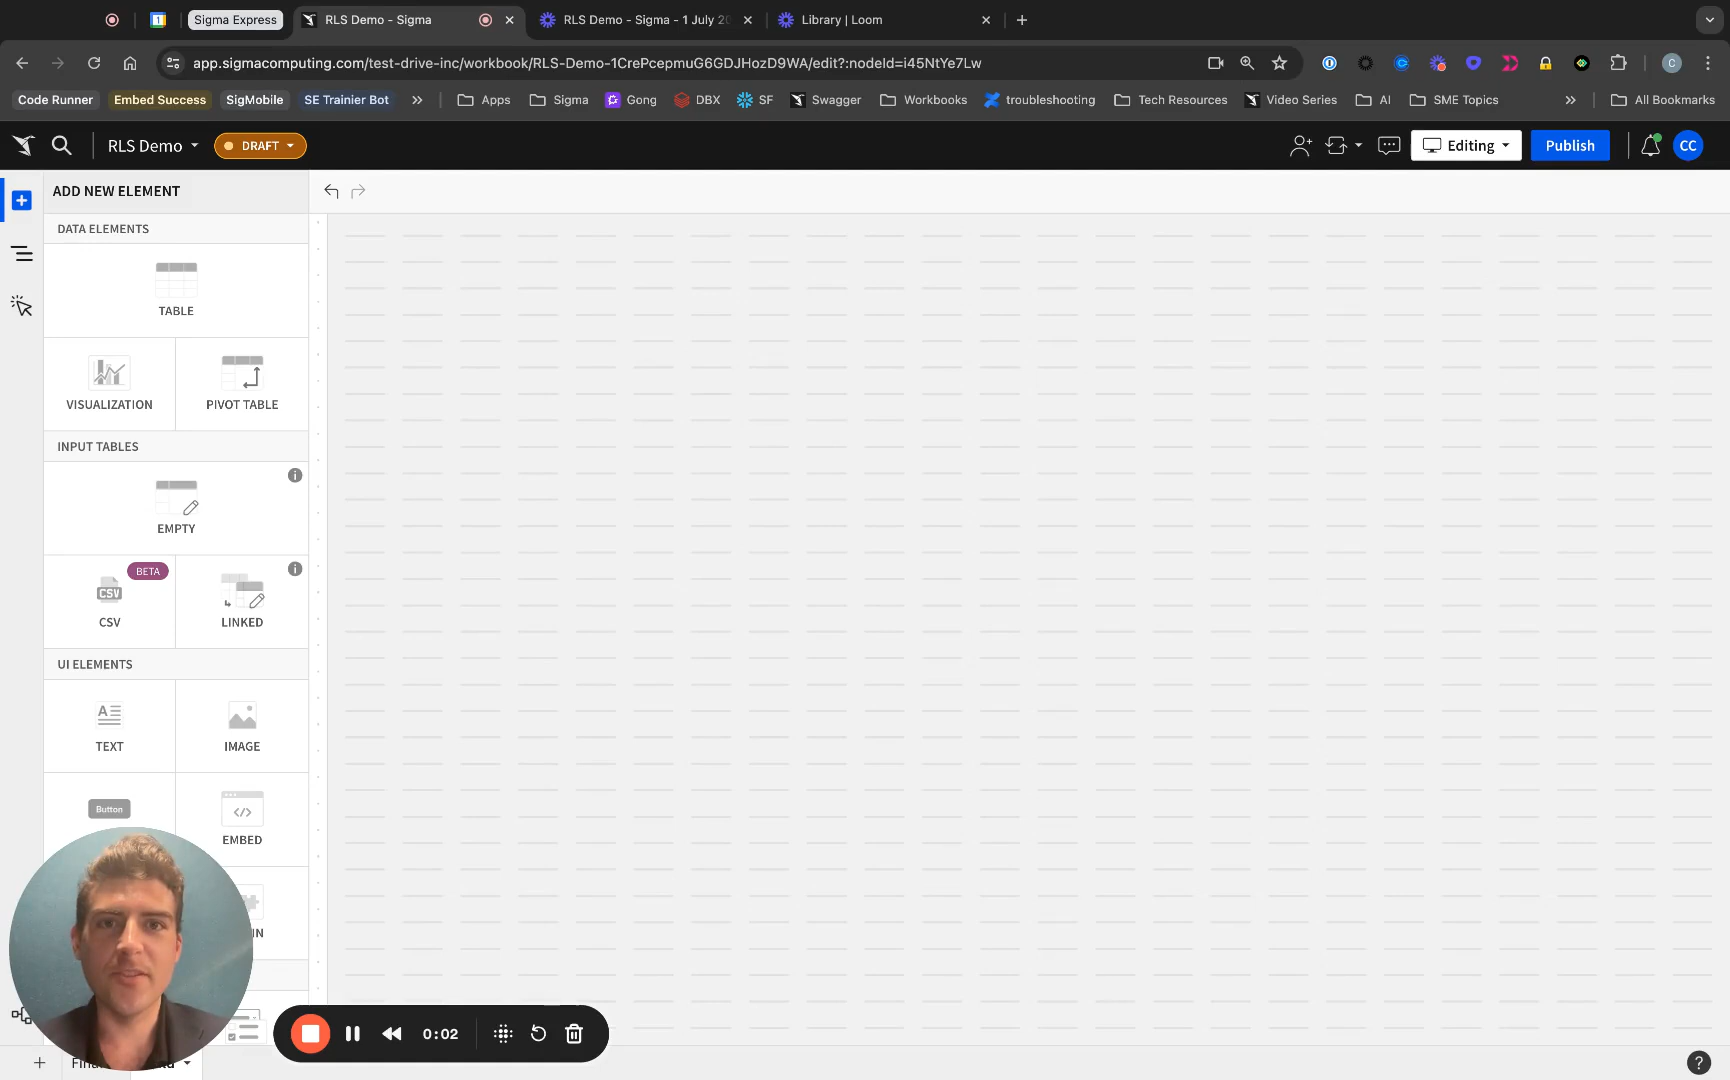 Sigma Express
RLS Demo - Sigma
RLS Demo - Sigma - 1 July 20
Library | Loom
app.sigmacomputing.com/test-drive-inc/workbook/RLS-Demo-1CrePcepmuG6GDJHozD9WA/edit?:nodeId=i45NtYe7Lw
C
Code Runner
Embed Success
SigMobile
SE Trainier Bot
Apps
Sigma
Gong
DBX
SF
Swagger
Workbooks
troubleshooting
Tech Resources
Video Series
AI
SME Topics
All Bookmarks
RLS Demo
DRAFT
Editing
Publish
CC
ADD NEW ELEMENT
DATA ELEMENTS
TABLE
VISUALIZATION
PIVOT TABLE
INPUT TABLES
EMPTY
BETA
CSV
CSV
LINKED
UI ELEMENTS
TEXT
IMAGE
Button
EMBED
IN
0:02